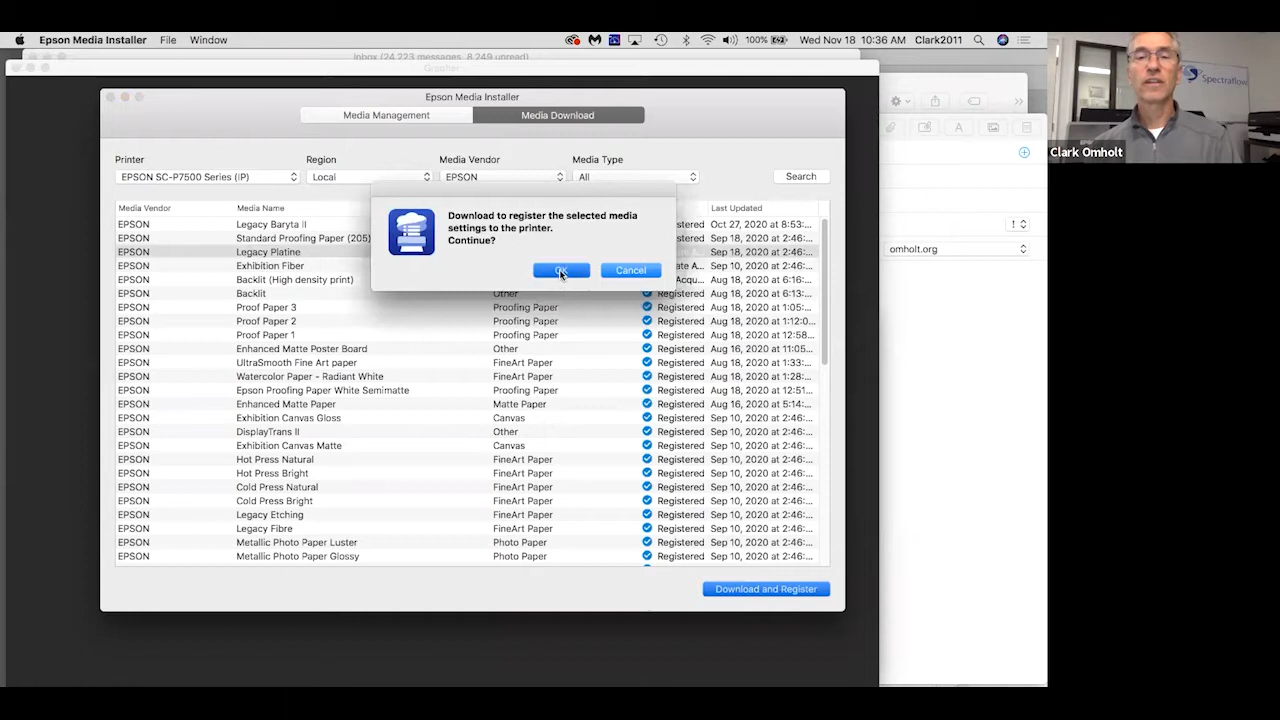 Epson Media Installer File Window 100% Wed Nov 18 10:36 AM Clark2011
Inbox (24,223 messages, 8,249 unread)
Spectraflow
Epson Media Installer
Media Management Media Download
Clark Omholt
Printer Region Media Vendor Media Type
EPSON SC-P7500 Series (IP) Local EPSON All Search
Media Vendor Media Name Last Updated
Download to register the selected media
settings to the printer.
Continue?
OK Cancel
EPSON Legacy Baryta II Oct 27, 2020 at 8:53:...
EPSON Standard Proofing Paper (205) Sep 18, 2020 at 2:46:...
EPSON Legacy Platine Sep 18, 2020 at 2:46:...
omholt.org
EPSON Exhibition Fiber Sep 10, 2020 at 2:46:...
EPSON Backlit (High density print) Aug 18, 2020 at 6:16:...
EPSON Backlit Other Registered Aug 18, 2020 at 6:13:...
EPSON Proof Paper 3 Proofing Paper Registered Aug 18, 2020 at 1:05:...
EPSON Proof Paper 2 Proofing Paper Registered Aug 18, 2020 at 1:12:0...
EPSON Proof Paper 1 Proofing Paper Registered Aug 18, 2020 at 12:58...
EPSON Enhanced Matte Poster Board Other Registered Aug 16, 2020 at 11:05...
EPSON UltraSmooth Fine Art paper FineArt Paper Registered Aug 18, 2020 at 1:33:...
EPSON Watercolor Paper - Radiant White FineArt Paper Registered Aug 18, 2020 at 1:28:...
EPSON Epson Proofing Paper White Semimatte Proofing Paper Registered Aug 18, 2020 at 12:51...
EPSON Enhanced Matte Paper Matte Paper Registered Aug 16, 2020 at 5:14:...
EPSON Exhibition Canvas Gloss Canvas Registered Sep 10, 2020 at 2:46:...
EPSON DisplayTrans II Other Registered Sep 10, 2020 at 2:46:...
EPSON Exhibition Canvas Matte Canvas Registered Sep 10, 2020 at 2:46:...
EPSON Hot Press Natural FineArt Paper Registered Sep 10, 2020 at 2:46:...
EPSON Hot Press Bright FineArt Paper Registered Sep 10, 2020 at 2:46:...
EPSON Cold Press Natural FineArt Paper Registered Sep 10, 2020 at 2:46:...
EPSON Cold Press Bright FineArt Paper Registered Sep 10, 2020 at 2:46:...
EPSON Legacy Etching FineArt Paper Registered Sep 10, 2020 at 2:46:...
EPSON Legacy Fibre FineArt Paper Registered Sep 10, 2020 at 2:46:...
EPSON Metallic Photo Paper Luster Photo Paper Registered Sep 10, 2020 at 2:46:...
EPSON Metallic Photo Paper Glossy Photo Paper Registered Sep 10, 2020 at 2:46:...
Download and Register